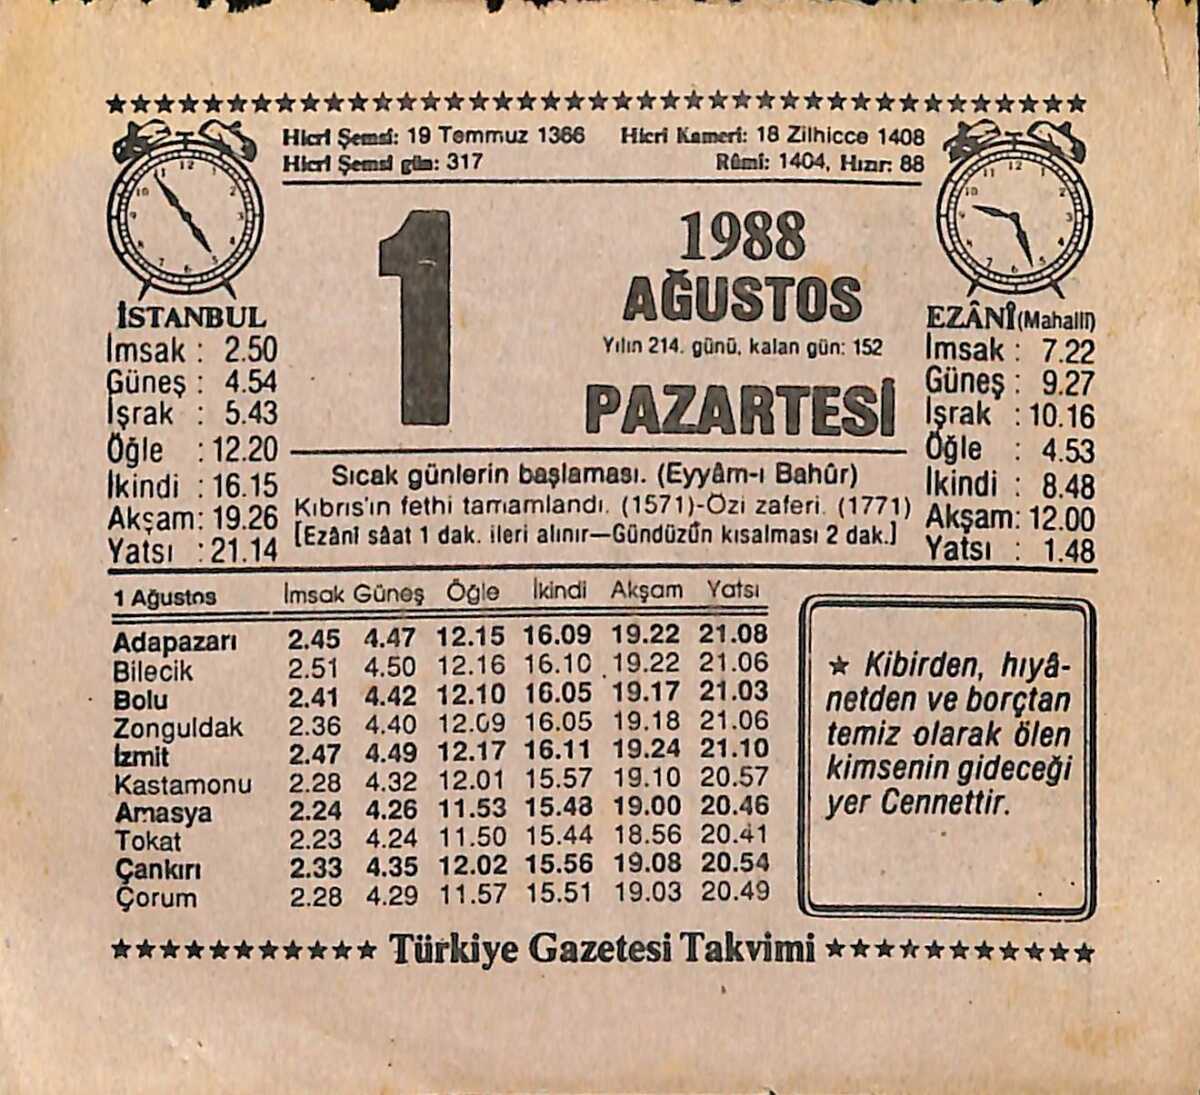 Hicrî Şemsî: 19 Temmuz 1366 Hicrî Kamerî: 18 Zilhicce 1408
Hicrî Şemsî gün: 317 Rûmî: 1404, Hızır: 88
1
1988
AĞUSTOS
Yılın 214. günü, kalan gün: 152
PAZARTESİ
İSTANBUL
İmsak : 2.50
Güneş : 4.54
İşrak : 5.43
Öğle : 12.20
İkindi : 16.15
Akşam: 19.26
Yatsı : 21.14
EZÂNÎ (Mahallî)
İmsak : 7.22
Güneş : 9.27
İşrak : 10.16
Öğle : 4.53
İkindi : 8.48
Akşam: 12.00
Yatsı : 1.48
Sıcak günlerin başlaması. (Eyyâm-ı Bahûr)
Kıbrıs'ın fethi tamamlandı. (1571)-Özi zaferi. (1771)
[Ezânî sâat 1 dak. ileri alınır—Gündüzün kısalması 2 dak.]
1 Ağustos İmsak Güneş Öğle İkindi Akşam Yatsı
Adapazarı 2.45 4.47 12.15 16.09 19.22 21.08
Bilecik 2.51 4.50 12.16 16.10 19.22 21.06
Bolu 2.41 4.42 12.10 16.05 19.17 21.03
Zonguldak 2.36 4.40 12.09 16.05 19.18 21.06
İzmit 2.47 4.49 12.17 16.11 19.24 21.10
Kastamonu 2.28 4.32 12.01 15.57 19.10 20.57
Amasya 2.24 4.26 11.53 15.48 19.00 20.46
Tokat 2.23 4.24 11.50 15.44 18.56 20.41
Çankırı 2.33 4.35 12.02 15.56 19.08 20.54
Çorum 2.28 4.29 11.57 15.51 19.03 20.49
★ Kibirden, hıyâ-
netden ve borçtan
temiz olarak ölen
kimsenin gideceği
yer Cennettir.
Türkiye Gazetesi Takvimi